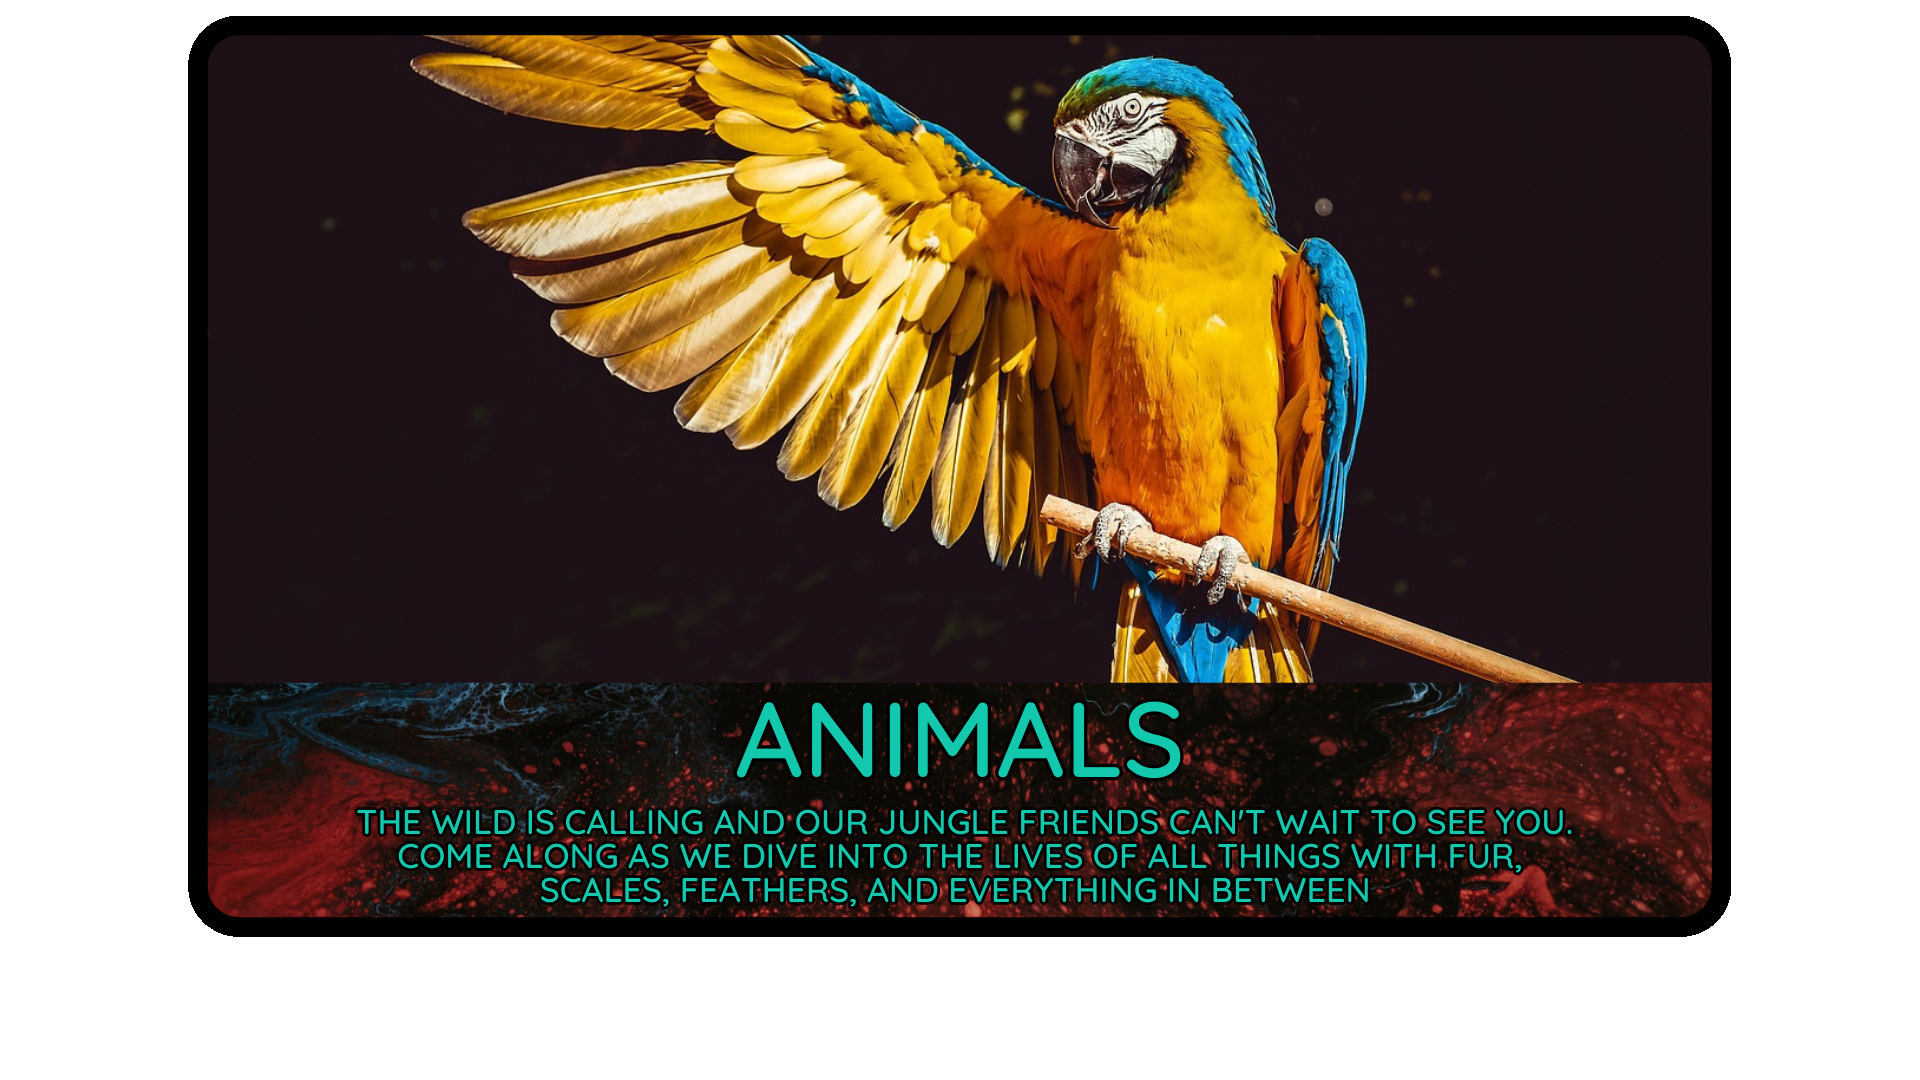 ANIMALS
THE WILD IS CALLING AND OUR JUNGLE FRIENDS CAN'T WAIT TO SEE YOU.
COME ALONG AS WE DIVE INTO THE LIVES OF ALL THINGS WITH FUR,
SCALES, FEATHERS, AND EVERYTHING IN BETWEEN